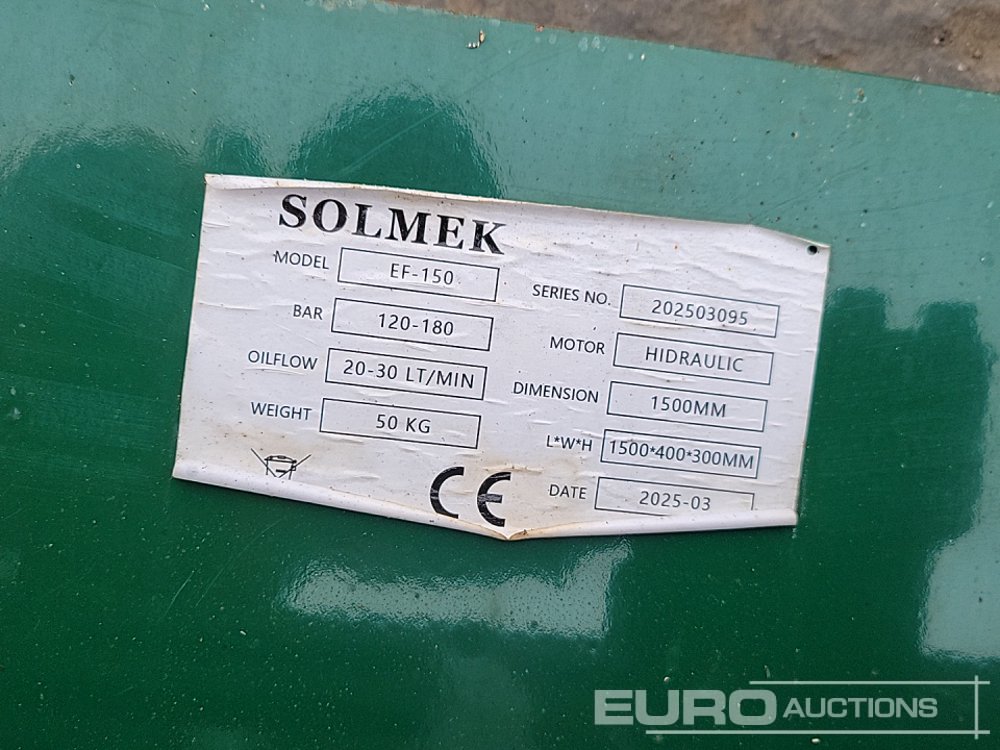 SOLMEK
MODEL EF-150
BAR 120-180
OILFLOW 20-30 LT/MIN
WEIGHT 50 KG
SERIES NO. 202503095
MOTOR HIDRAULIC
DIMENSION 1500MM
L*W*H 1500*400*300MM
DATE 2025-03
CE
EURO AUCTIONS